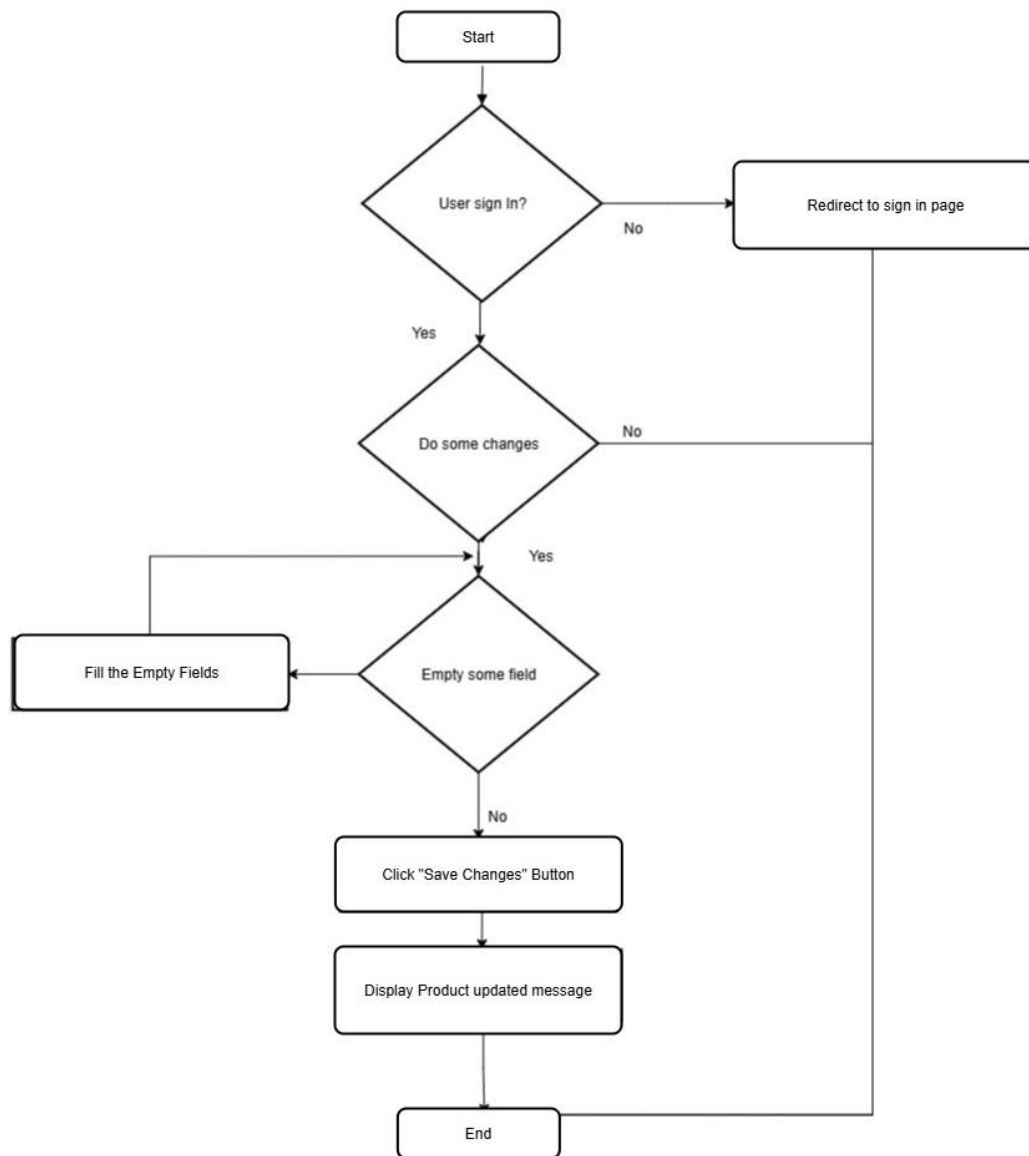 Start
User sign In?
No
Redirect to sign in page
Yes
Do some changes
No
Yes
Fill the Empty Fields
Empty some field
No
Click "Save Changes" Button
Display Product updated message
End